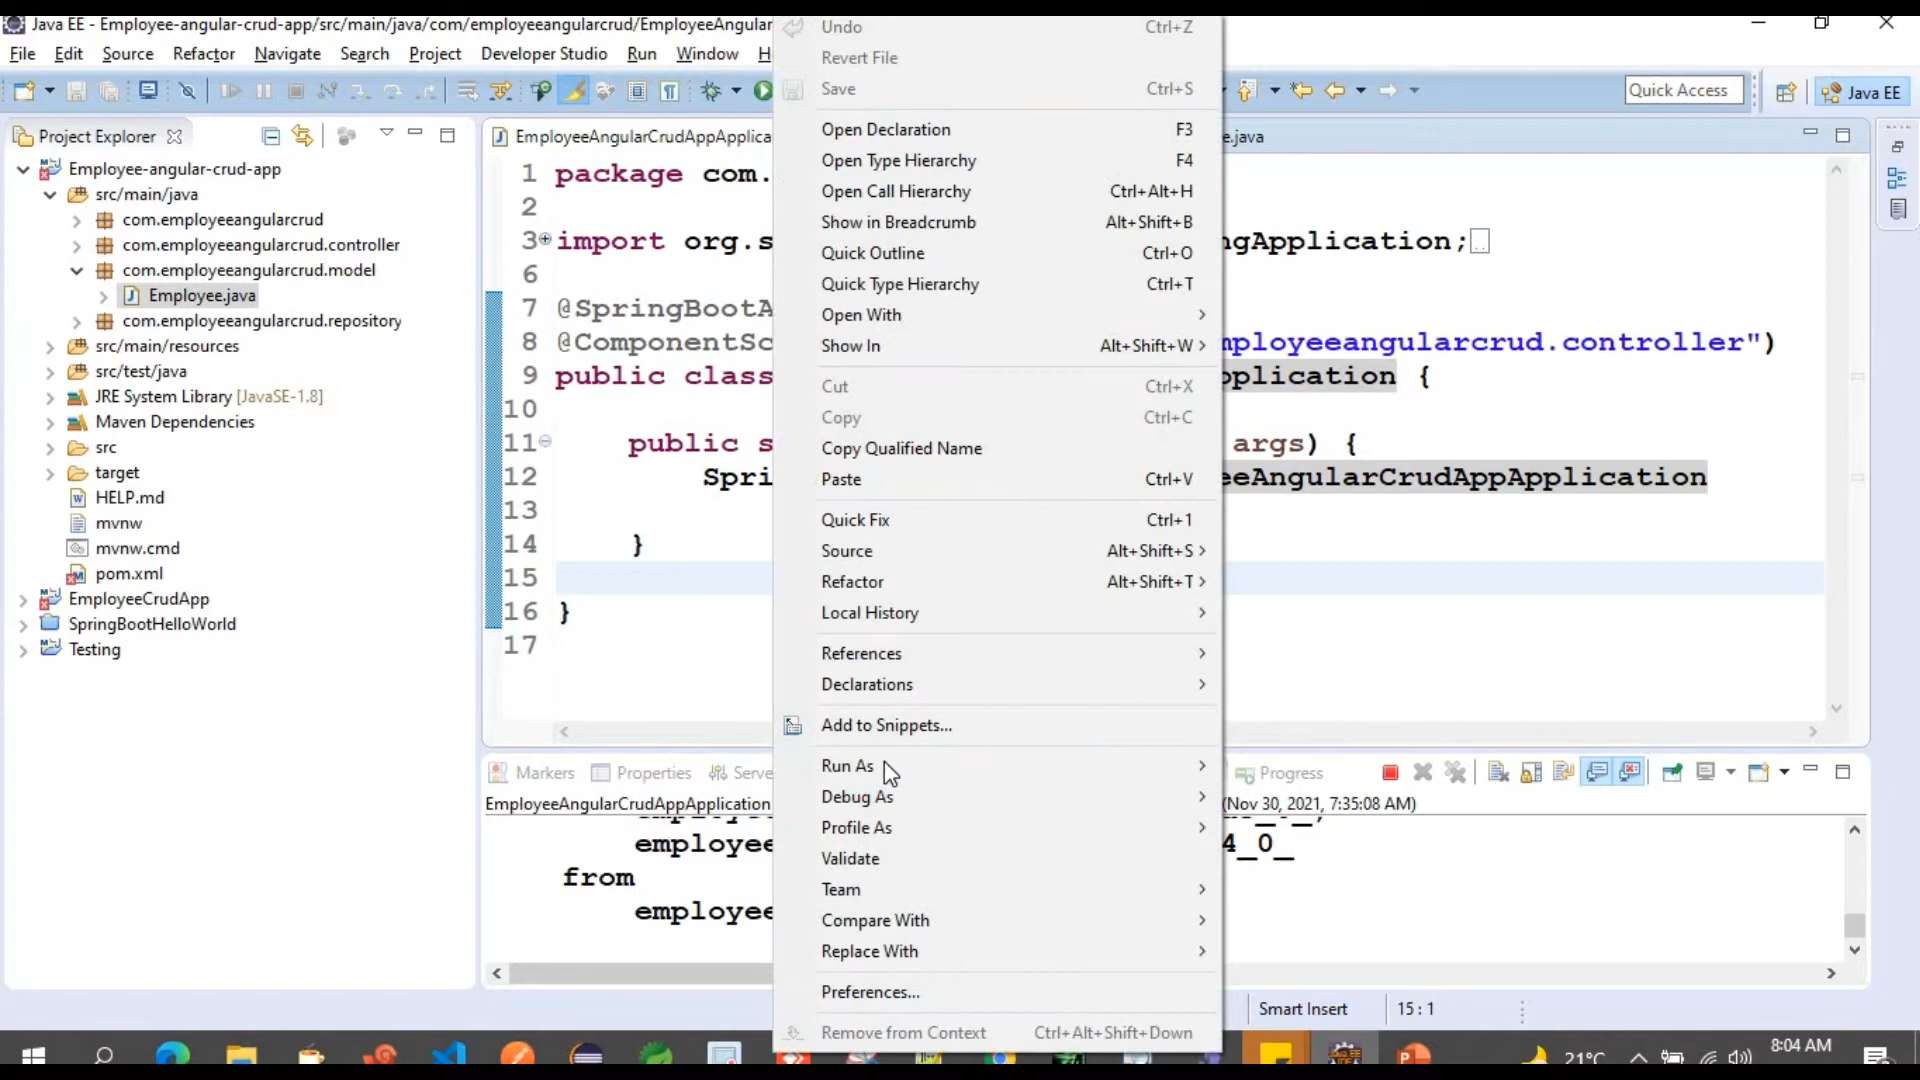 Java EE - Employee-angular-crud-app/src/main/java/com/employeeangularcrud/EmployeeAngular
File Edit Source Refactor Navigate Search Project Developer Studio Run Window H
Quick Access
Java EE
Project Explorer
Employee-angular-crud-app
src/main/java
com.employeeangularcrud
com.employeeangularcrud.controller
com.employeeangularcrud.model
Employee.java
com.employeeangularcrud.repository
src/main/resources
src/test/java
JRE System Library [JavaSE-1.8]
Maven Dependencies
src
target
HELP.md
mvnw
mvnw.cmd
pom.xml
EmployeeCrudApp
SpringBootHelloWorld
Testing
EmployeeAngularCrudAppApplica
e.java
1 package com.
2
3 import org.s ngApplication;
6
7 @SpringBootA
8 @ComponentSc mployeeangularcrud.controller")
9 public class pplication {
10
11 public s args) {
12 Spri eeAngularCrudAppApplication
13
14 }
15
16 }
17
Undo Ctrl+Z
Revert File
Save Ctrl+S
Open Declaration F3
Open Type Hierarchy F4
Open Call Hierarchy Ctrl+Alt+H
Show in Breadcrumb Alt+Shift+B
Quick Outline Ctrl+O
Quick Type Hierarchy Ctrl+T
Open With
Show In Alt+Shift+W
Cut Ctrl+X
Copy Ctrl+C
Copy Qualified Name
Paste Ctrl+V
Quick Fix Ctrl+1
Source Alt+Shift+S
Refactor Alt+Shift+T
Local History
References
Declarations
Add to Snippets...
Run As
Debug As
Profile As
Validate
Team
Compare With
Replace With
Preferences...
Remove from Context Ctrl+Alt+Shift+Down
Markers Properties Serve Progress
EmployeeAngularCrudAppApplication (Nov 30, 2021, 7:35:08 AM)
employee 4_0_
from
employee
Smart Insert 15 : 1
21°C
8:04 AM